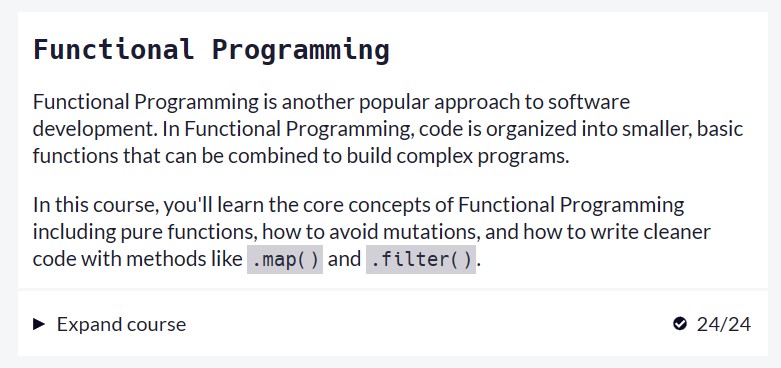 Functional Programming
Functional Programming is another popular approach to software
development. In Functional Programming, code is organized into smaller, basic
functions that can be combined to build complex programs.
In this course, you'll learn the core concepts of Functional Programming
including pure functions, how to avoid mutations, and how to write cleaner
code with methods like .map() and .filter().
Expand course
24/24